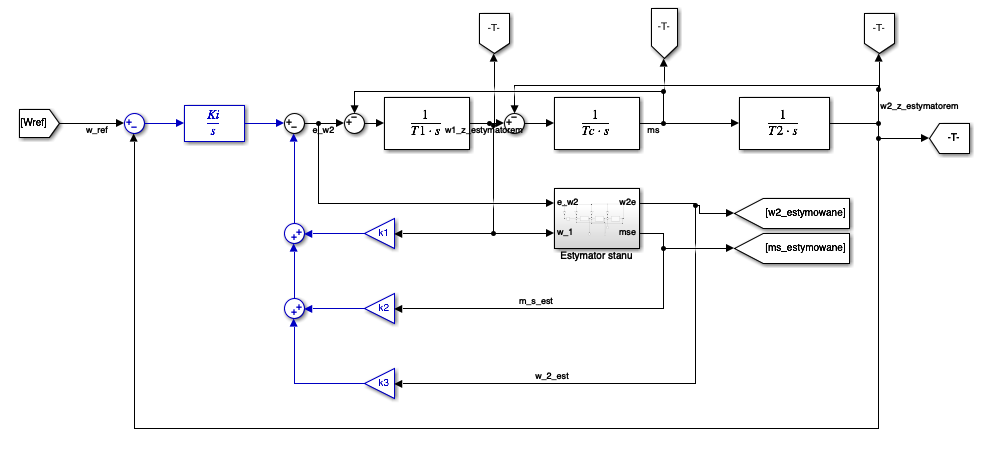 -T-
-T-
-T-
[Wref]
w_ref
Ki
s
e_w2
1
T1 · s
w1_z_estymatorem
1
Tc · s
ms
1
T2 · s
w2_z_estymatorem
-T-
e_w2
w_1
w2e
mse
Estymator stanu
[w2_estymowane]
[ms_estymowane]
k1
k2
m_s_est
k3
w_2_est